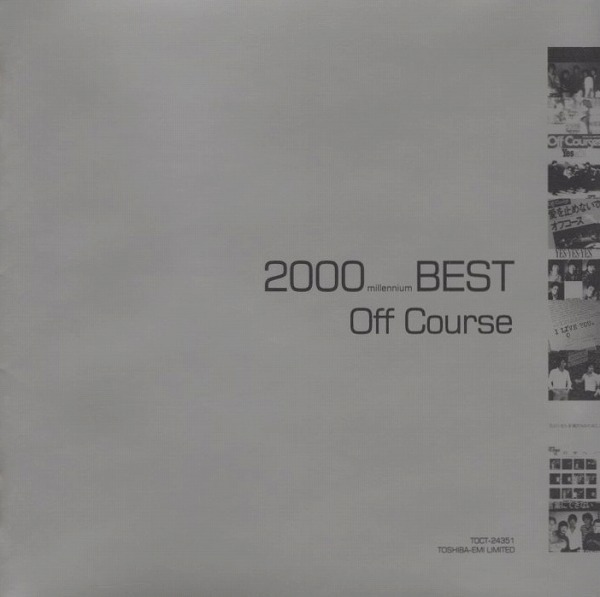 2000 millennium BEST
Off Course
Off Course
愛を止めないで
オフコース
YES-YES-YES
I LOVE YOU.
TOCT-24351
TOSHIBA-EMI LIMITED